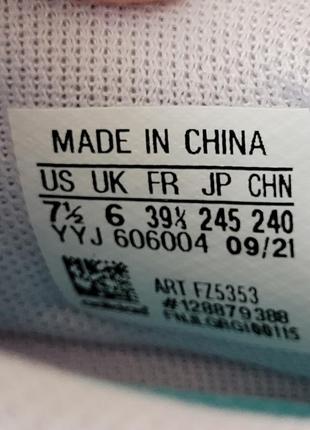 MADE IN CHINA
US UK FR JP CHN
7½ 6 39⅓ 245 240
YYJ 606004 09/21
ART FZ5353
#128879388